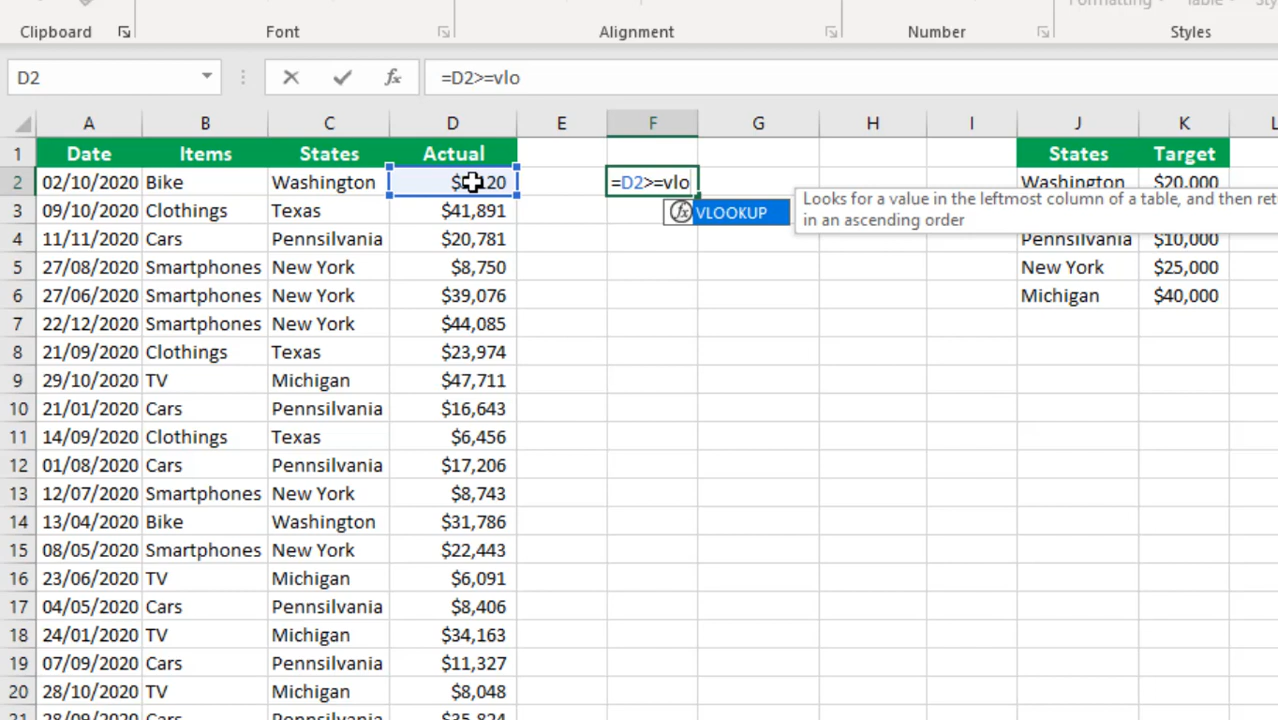 Clipboard Font Alignment Number Styles
D2 =D2>=vlo
A B C D E F G H I J K L
1 Date Items States Actual States Target
2 02/10/2020 Bike Washington =D2>=vlo Washington $20,000
VLOOKUP Looks for a value in the leftmost column of a table, and then
in an ascending order
3 09/10/2020 Clothings Texas $41,891
4 11/11/2020 Cars Pennsilvania $20,781 Pennsilvania $10,000
5 27/08/2020 Smartphones New York $8,750 New York $25,000
6 27/06/2020 Smartphones New York $39,076 Michigan $40,000
7 22/12/2020 Smartphones New York $44,085
8 21/09/2020 Clothings Texas $23,974
9 29/10/2020 TV Michigan $47,711
10 21/01/2020 Cars Pennsilvania $16,643
11 14/09/2020 Clothings Texas $6,456
12 01/08/2020 Cars Pennsilvania $17,206
13 12/07/2020 Smartphones New York $8,743
14 13/04/2020 Bike Washington $31,786
15 08/05/2020 Smartphones New York $22,443
16 23/06/2020 TV Michigan $6,091
17 04/05/2020 Cars Pennsilvania $8,406
18 24/01/2020 TV Michigan $34,163
19 07/09/2020 Cars Pennsilvania $11,327
20 28/10/2020 TV Michigan $8,048
21 28/09/2020 Cars Pennsilvania $35,824